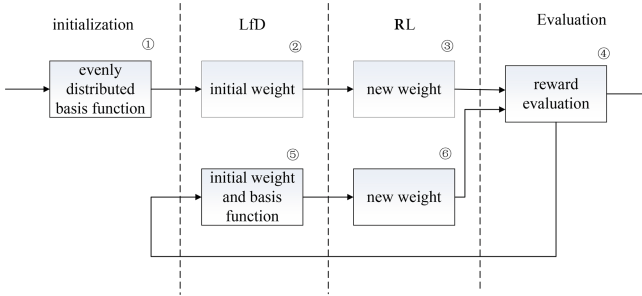 initialization
LfD
RL
Evaluation
①
②
③
④
evenly
distributed
basis function
initial weight
new weight
reward
evaluation
⑤
⑥
initial weight
and basis
function
new weight